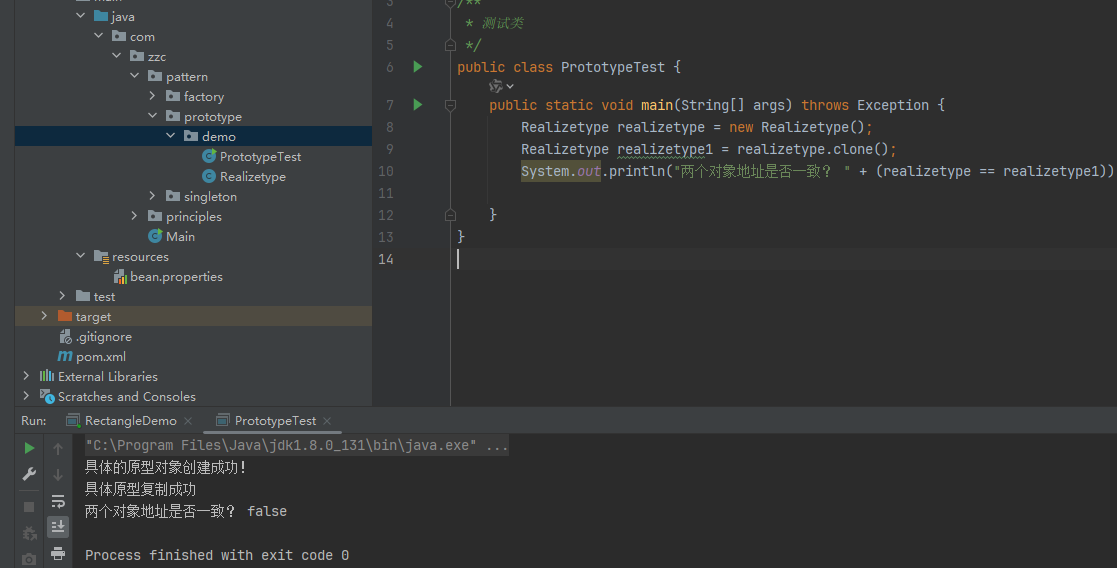 main
java
com
zzc
pattern
factory
prototype
demo
PrototypeTest
Realizetype
singleton
principles
Main
resources
bean.properties
test
target
.gitignore
pom.xml
External Libraries
Scratches and Consoles
3 /**
4 * 测试类
5 */
6 public class PrototypeTest {
7 public static void main(String[] args) throws Exception {
8 Realizetype realizetype = new Realizetype();
9 Realizetype realizetype1 = realizetype.clone();
10 System.out.println("两个对象地址是否一致? " + (realizetype == realizetype1))
11
12 }
13 }
14
Run: RectangleDemo × PrototypeTest ×
"C:\Program Files\Java\jdk1.8.0_131\bin\java.exe" ...
具体的原型对象创建成功!
具体原型复制成功
两个对象地址是否一致? false
Process finished with exit code 0